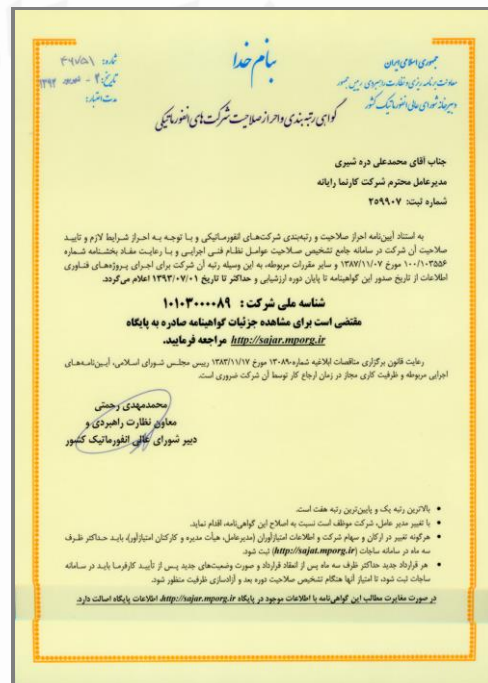 بنام خدا
جمهوری اسلامی ایران
معاونت برنامه ریزی و نظارت راهبردی رییس جمهور
دبیرخانه شورای عالی انفورماتیک کشور
شماره:
تاریخ: ۰۴ - شهریور ۱۳۹۲
مدت اعتبار:
گواهی رتبه بندی و احراز صلاحیت شرکت های انفورماتیکی
جناب آقای محمدعلی دره شیری
مدیرعامل محترم شرکت کارنما رایانه
شماره ثبت: ۲۵۹۹۰۷
به استناد آیین‌نامه احراز صلاحیت و رتبه‌بندی شرکت‌های انفورماتیکی و با توجه به احراز شرایط لازم و تایید
صلاحیت آن شرکت در سامانه جامع تشخیص صلاحیت عوامل نظام فنی اجرایی و با رعایت مفاد بخشنامه شماره
۱۰۰/۱۰۳۵۵۶ مورخ ۱۳۸۷/۱۱/۰۷ و سایر مقررات مربوطه، به این وسیله رتبه آن شرکت برای اجرای پروژه‌های فناوری
اطلاعات از تاریخ صدور این گواهینامه تا پایان دوره ارزشیابی و حداکثر تا تاریخ ۱۳۹۳/۰۷/۰۱ اعلام می‌گردد.
شناسه ملی شرکت : ۱۰۱۰۳۰۰۰۰۸۹
مقتضی است برای مشاهده جزئیات گواهینامه صادره به پایگاه
http://sajar.mporg.ir مراجعه فرمایید.
رعایت قانون برگزاری مناقصات ابلاغیه شماره ۱۳۰۸۹۰ مورخ ۱۳۸۳/۱۱/۱۷ رییس مجلس شورای اسلامی، آیین‌نامه‌های
اجرایی مربوطه و ظرفیت کاری مجاز در زمان ارجاع کار توسط آن شرکت ضروری است.
محمدمهدی رحمتی
معاون نظارت راهبردی و
دبیر شورای عالی انفورماتیک کشور
• بالاترین رتبه یک و پایین‌ترین رتبه هفت است.
• با تغییر مدیر عامل، شرکت موظف است نسبت به اصلاح این گواهی‌نامه، اقدام نماید.
• هرگونه تغییر در ارکان و سهام شرکت و اطلاعات امتیازآوران (مدیرعامل، هیأت مدیره و کارکنان امتیازآور)، باید حداکثر ظرف
سه ماه در سامانه ساجات (http://sajat.mporg.ir) ثبت شود.
• هر قرارداد جدید حداکثر ظرف سه ماه پس از انعقاد قرارداد و صورت وضعیت‌های جدید پس از تأیید کارفرما باید در سامانه
ساجات ثبت شود، تا امتیاز آنها هنگام تشخیص صلاحیت دوره بعد و آزادسازی ظرفیت منظور شود.
در صورت مغایرت مطالب این گواهی‌نامه با اطلاعات موجود در پایگاه http://sajar.mporg.ir، اطلاعات پایگاه اصالت دارد.